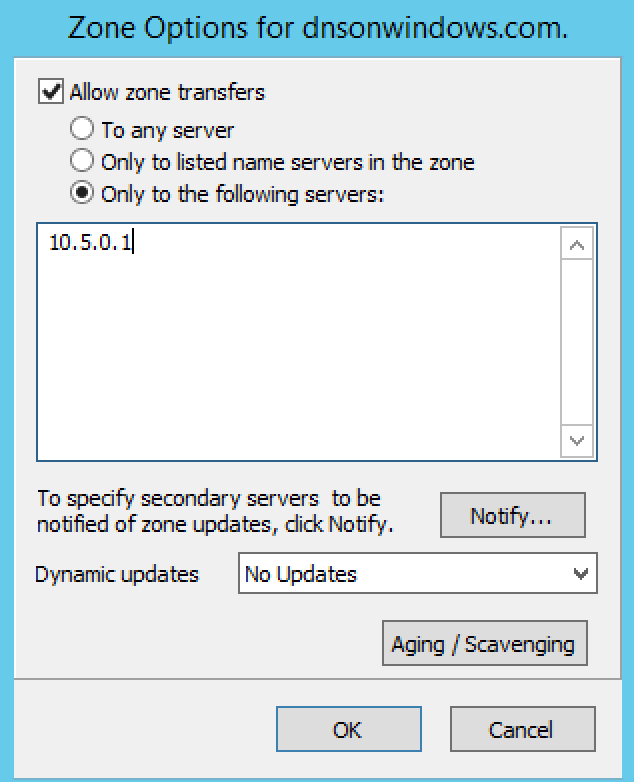 Zone Options for dnsonwindows.com.
Allow zone transfers
To any server
Only to listed name servers in the zone
Only to the following servers:
10.5.0.1
To specify secondary servers to be
notified of zone updates, click Notify.
Notify...
Dynamic updates
No Updates
Aging / Scavenging
OK
Cancel